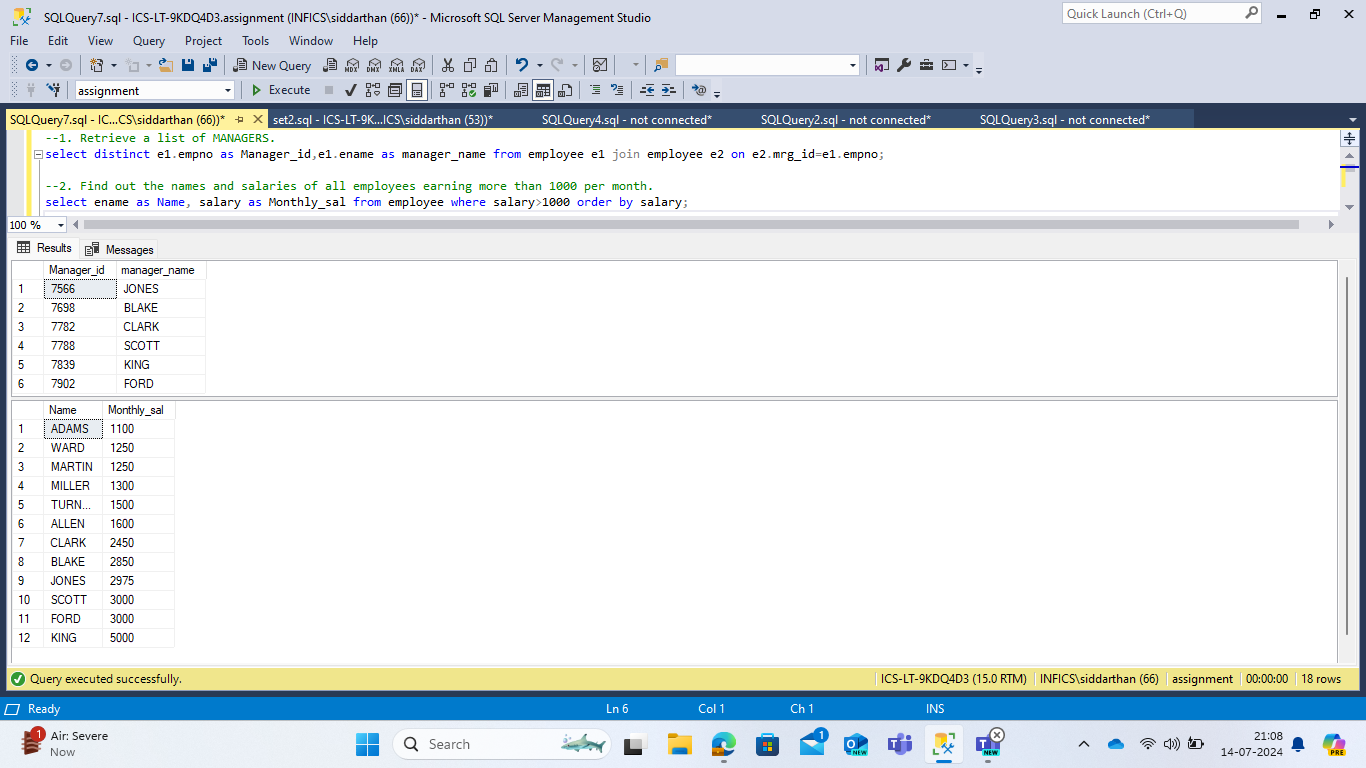 SQLQuery7.sql - ICS-LT-9KDQ4D3.assignment (INFICS\siddarthan (66))* - Microsoft SQL Server Management Studio
Quick Launch (Ctrl+Q)
File Edit View Query Project Tools Window Help
New Query MDX DMX XMLA DAX
assignment Execute
SQLQuery7.sql - IC...CS\siddarthan (66))* set2.sql - ICS-LT-9K...ICS\siddarthan (53))* SQLQuery4.sql - not connected* SQLQuery2.sql - not connected* SQLQuery3.sql - not connected*
--1. Retrieve a list of MANAGERS.
select distinct e1.empno as Manager_id,e1.ename as manager_name from employee e1 join employee e2 on e2.mrg_id=e1.empno;
--2. Find out the names and salaries of all employees earning more than 1000 per month.
select ename as Name, salary as Monthly_sal from employee where salary>1000 order by salary;
100 %
Results Messages
Manager_id manager_name
1 7566 JONES
2 7698 BLAKE
3 7782 CLARK
4 7788 SCOTT
5 7839 KING
6 7902 FORD
Name Monthly_sal
1 ADAMS 1100
2 WARD 1250
3 MARTIN 1250
4 MILLER 1300
5 TURN... 1500
6 ALLEN 1600
7 CLARK 2450
8 BLAKE 2850
9 JONES 2975
10 SCOTT 3000
11 FORD 3000
12 KING 5000
Query executed successfully. ICS-LT-9KDQ4D3 (15.0 RTM) INFICS\siddarthan (66) assignment 00:00:00 18 rows
Ready Ln 6 Col 1 Ch 1 INS
1 Air: Severe
Now
Search
1
NEW
NEW
21:08
14-07-2024
PRE